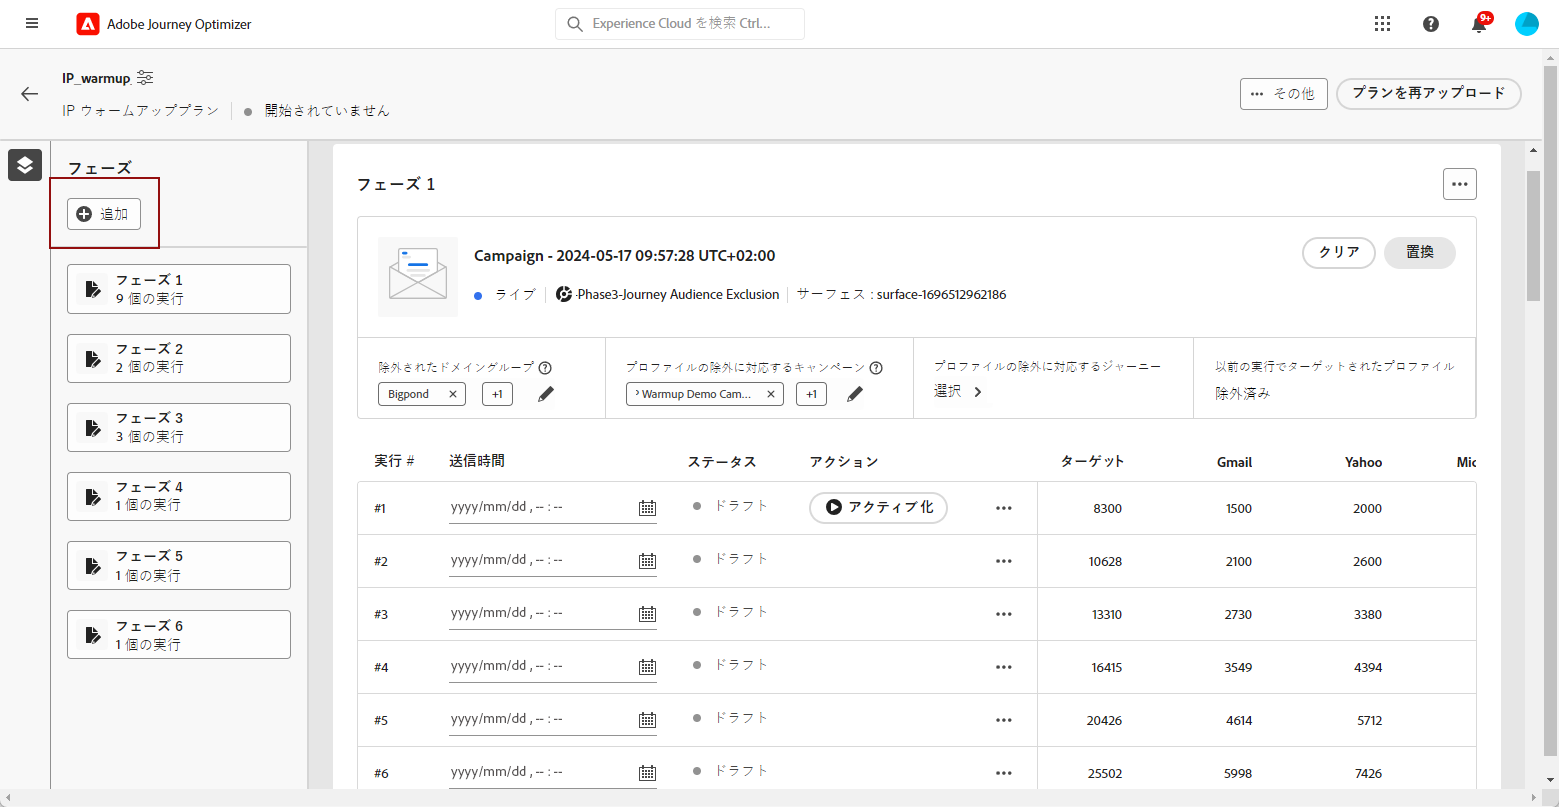 Adobe Journey Optimizer
Experience Cloud を検索 Ctrl...
9+
IP_warmup
IP ウォームアッププラン
開始されていません
その他
プランを再アップロード
フェーズ
追加
フェーズ 1
9 個の実行
フェーズ 2
2 個の実行
フェーズ 3
3 個の実行
フェーズ 4
1 個の実行
フェーズ 5
1 個の実行
フェーズ 6
1 個の実行
フェーズ 1
Campaign - 2024-05-17 09:57:28 UTC+02:00
クリア
置換
ライブ
Phase3-Journey Audience Exclusion
サーフェス : surface-1696512962186
除外されたドメイングループ
Bigpond
+1
プロファイルの除外に対応するキャンペーン
Warmup Demo Cam...
+1
プロファイルの除外に対応するジャーニー
選択
以前の実行でターゲットされたプロファイル
除外済み
実行 # 送信時間 ステータス アクション ターゲット Gmail Yahoo Mic
#1 yyyy/mm/dd , -- : -- ドラフト アクティブ化 8300 1500 2000
#2 yyyy/mm/dd , -- : -- ドラフト 10628 2100 2600
#3 yyyy/mm/dd , -- : -- ドラフト 13310 2730 3380
#4 yyyy/mm/dd , -- : -- ドラフト 16415 3549 4394
#5 yyyy/mm/dd , -- : -- ドラフト 20426 4614 5712
#6 yyyy/mm/dd , -- : -- ドラフト 25502 5998 7426